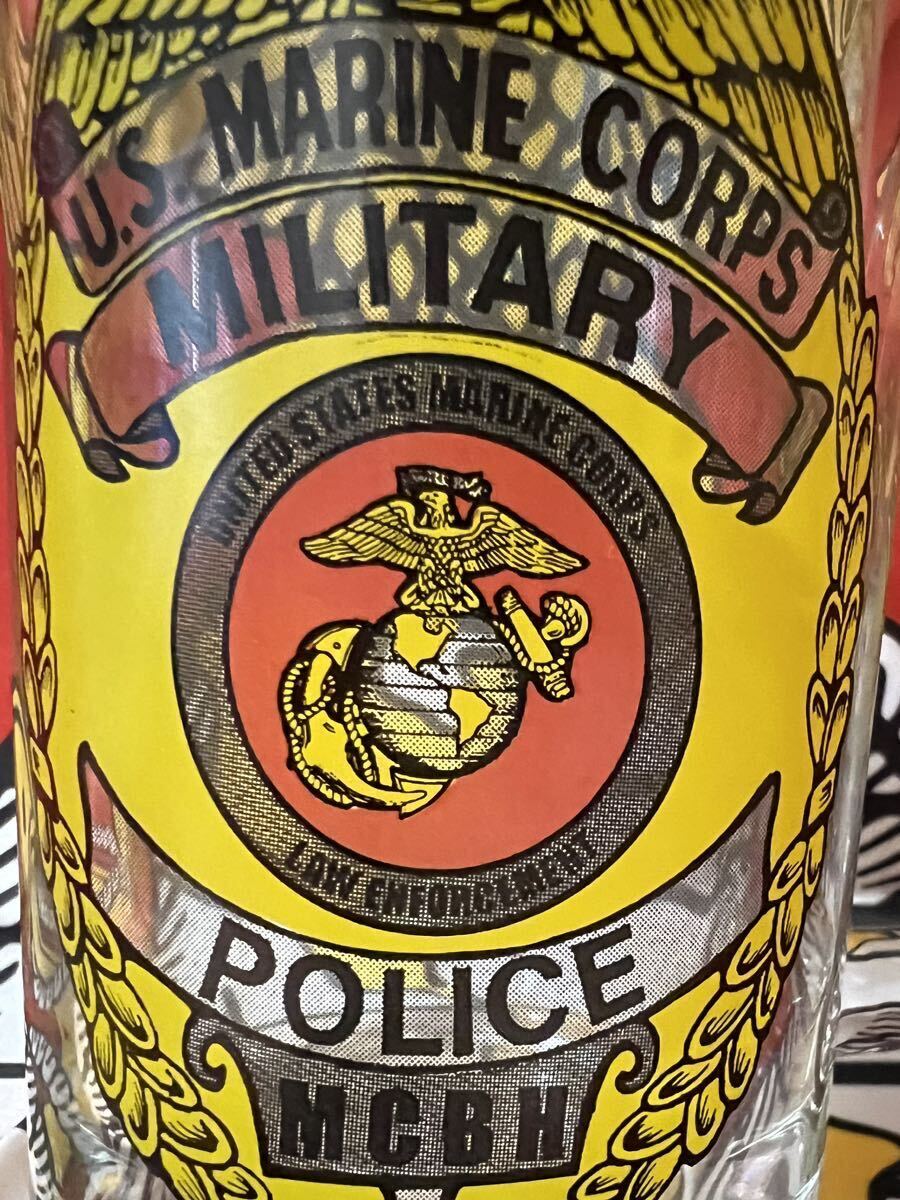 U.S MARINE CORPS
MILITARY
UNITED STATES MARINE CORPS
LAW ENFORCEMENT
POLICE
MCBH